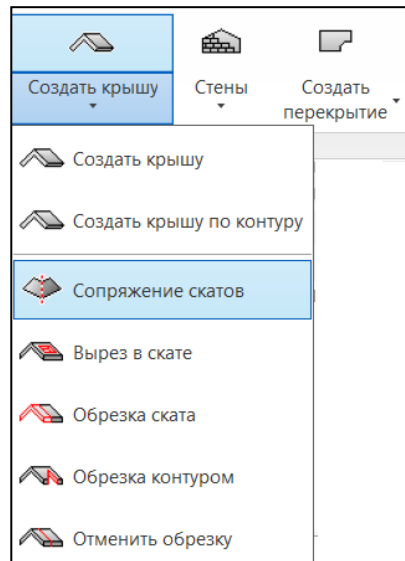 Создать крышу
Стены
Создать
перекрытие
Создать крышу
Создать крышу по контуру
Сопряжение скатов
Вырез в скате
Обрезка ската
Обрезка контуром
Отменить обрезку